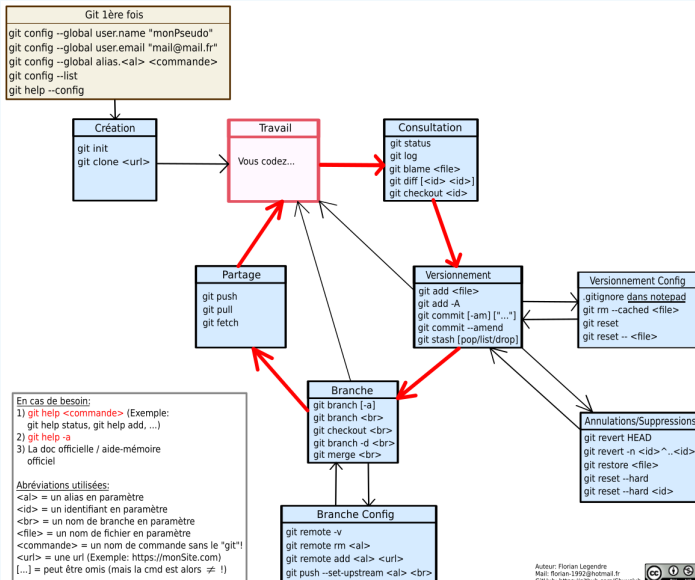 Git 1ère fois
git config --global user.name "monPseudo"
git config --global user.email "mail@mail.fr"
git config --global alias.<al> <commande>
git config --list
git help --config
Création
git init
git clone <url>
Travail
Vous codez...
Consultation
git status
git log
git blame <file>
git diff [<id> <id>]
git checkout <id>
Partage
git push
git pull
git fetch
Versionnement
git add <file>
git add -A
git commit [-am] ["..."]
git commit --amend
git stash [pop/list/drop]
Versionnement Config
.gitignore dans notepad
git rm --cached <file>
git reset
git reset -- <file>
Branche
git branch [-a]
git branch <br>
git checkout <br>
git branch -d <br>
git merge <br>
Annulations/Suppressions
git revert HEAD
git revert -n <id>^..<id>
git restore <file>
git reset --hard
git reset --hard <id>
Branche Config
git remote -v
git remote rm <al>
git remote add <al> <url>
git push --set-upstream <al> <br>
En cas de besoin:
1) git help <commande> (Exemple:
git help status, git help add, ...)
2) git help -a
3) La doc officielle / aide-mémoire
officiel
Abréviations utilisées:
<al> = un alias en paramètre
<id> = un identifiant en paramètre
<br> = un nom de branche en paramètre
<file> = un nom de fichier en paramètre
<commande> = un nom de commande sans le "git"!
<url> = une url (Exemple: https://monSite.com)
[...] = peut être omis (mais la cmd est alors ≠ !)
Auteur: Florian Legendre
Mail: florian-1992@hotmail.fr